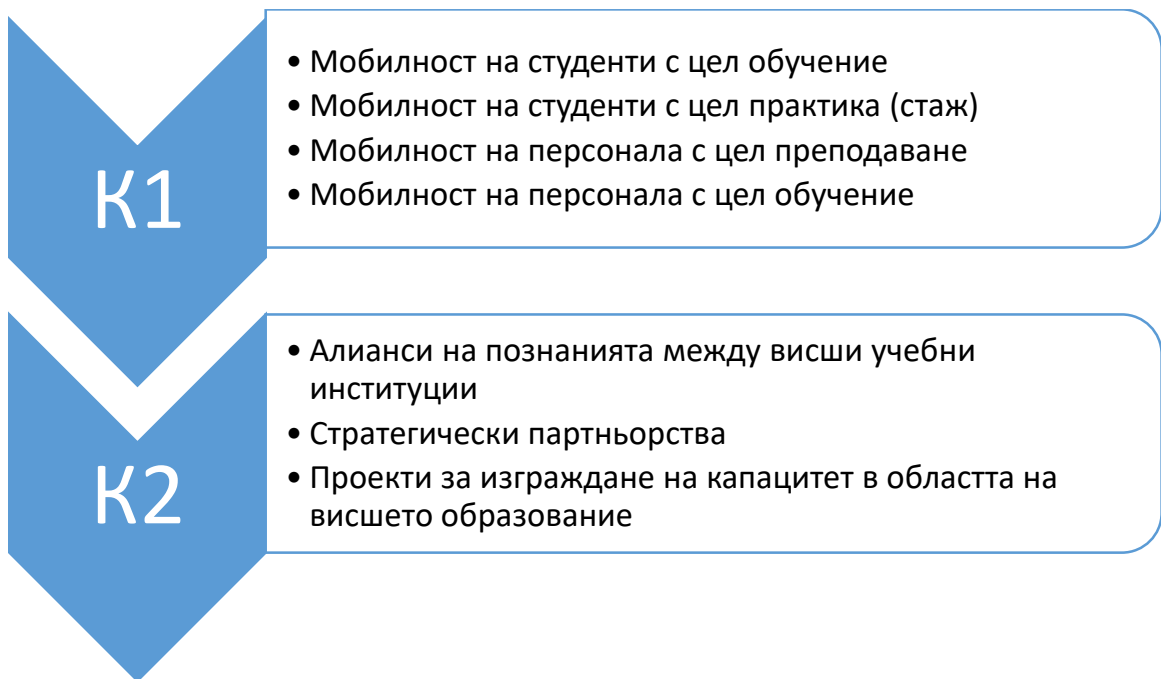 К1
• Мобилност на студенти с цел обучение
• Мобилност на студенти с цел практика (стаж)
• Мобилност на персонала с цел преподаване
• Мобилност на персонала с цел обучение
К2
• Алианси на познанията между висши учебни
институции
• Стратегически партньорства
• Проекти за изграждане на капацитет в областта на
висшето образование